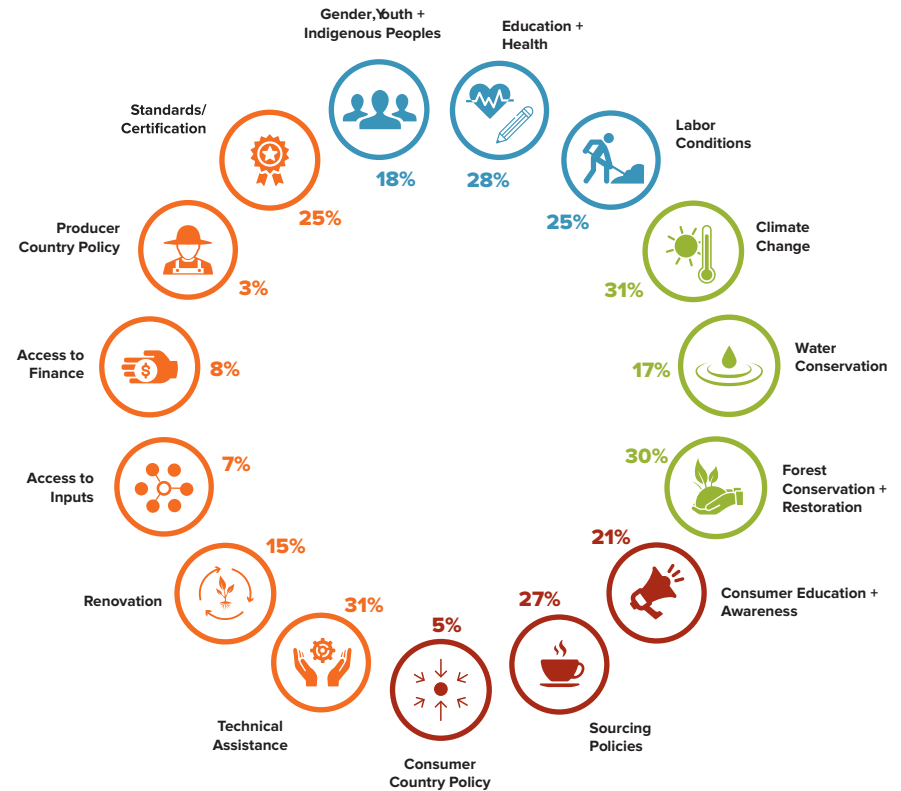 Gender, Youth +
Indigenous Peoples
18%
Education +
Health
28%
Labor
Conditions
25%
Climate
Change
31%
Water
Conservation
17%
Forest
Conservation +
Restoration
30%
Consumer Education +
Awareness
21%
Sourcing
Policies
27%
Consumer
Country Policy
5%
Technical
Assistance
31%
Renovation
15%
Access to
Inputs
7%
Access to
Finance
8%
$
Producer
Country Policy
3%
Standards/
Certification
25%